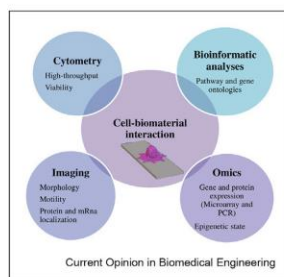 Cytometry
High-throughput
Viability
Bioinformatic
analyses
Pathway and gene
ontologies
Cell-biomaterial
interaction
Imaging
Morphology
Motility
Protein and mRna
localization
Omics
Gene and protein
expression
(Microarray and
PCR)
Epigenetic state
Current Opinion in Biomedical Engineering